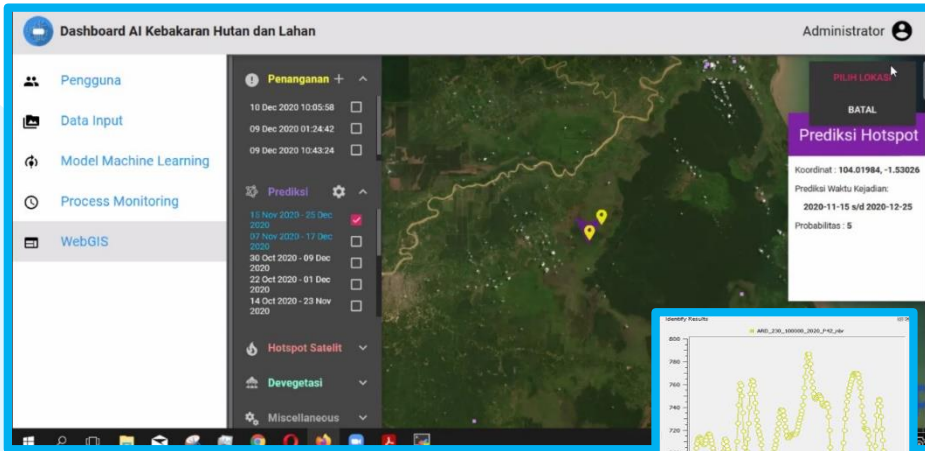 Dashboard AI Kebakaran Hutan dan Lahan
Administrator
Pengguna
Data Input
Model Machine Learning
Process Monitoring
WebGIS
Penanganan +
10 Dec 2020 10:05:58
09 Dec 2020 01:24:42
09 Dec 2020 10:43:24
Prediksi
15 Nov 2020 - 25 Dec
2020
07 Nov 2020 - 17 Dec
2020
30 Oct 2020 - 09 Dec
2020
22 Oct 2020 - 01 Dec
2020
14 Oct 2020 - 23 Nov
2020
Hotspot Satelit
Devegetasi
Miscellaneous
PILIH LOKASI
BATAL
Prediksi Hotspot
Koordinat : 104.01984, -1.53026
Prediksi Waktu Kejadian:
2020-11-15 s/d 2020-12-25
Probabilitas : 5
Identify Results
800
780
760
740
720